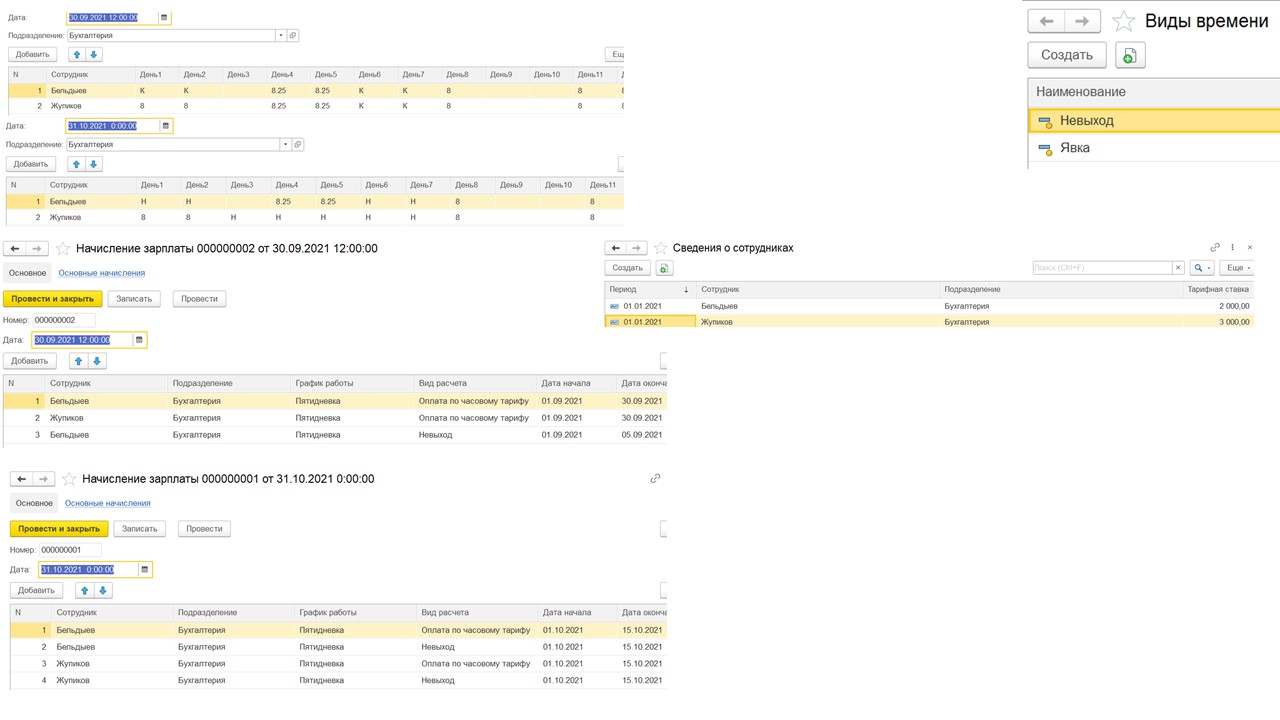 Дата: 30.09.2021 12:00:00
Подразделение: Бухгалтерия
Добавить Ещ
N Сотрудник День1 День2 День3 День4 День5 День6 День7 День8 День9 День10 День11
1 Бельдыев К К 8.25 8.25 К К 8 8
2 Жупиков 8 8 8.25 8.25 К К 8 8 8
Дата: 31.10.2021 0:00:00
Подразделение: Бухгалтерия
Добавить
N Сотрудник День1 День2 День3 День4 День5 День6 День7 День8 День9 День10 День11
1 Бельдыев Н Н 8.25 8.25 Н Н 8 8
2 Жупиков 8 8 Н Н Н Н Н 8 8
Виды времени
Создать
Наименование
Невыход
Явка
Начисление зарплаты 000000002 от 30.09.2021 12:00:00
Основное Основные начисления
Провести и закрыть Записать Провести
Номер: 000000002
Дата: 30.09.2021 12:00:00
Добавить
N Сотрудник Подразделение График работы Вид расчета Дата начала Дата оконча
1 Бельдыев Бухгалтерия Пятидневка Оплата по часовому тарифу 01.09.2021 30.09.2021
2 Жупиков Бухгалтерия Пятидневка Оплата по часовому тарифу 01.09.2021 30.09.2021
3 Бельдыев Бухгалтерия Пятидневка Невыход 01.09.2021 05.09.2021
Сведения о сотрудниках
Создать Поиск (Ctrl+F) Еще
Период Сотрудник Подразделение Тарифная ставка
01.01.2021 Бельдыев Бухгалтерия 2 000,00
01.01.2021 Жупиков Бухгалтерия 3 000,00
Начисление зарплаты 000000001 от 31.10.2021 0:00:00
Основное Основные начисления
Провести и закрыть Записать Провести
Номер: 000000001
Дата: 31.10.2021 0:00:00
Добавить
N Сотрудник Подразделение График работы Вид расчета Дата начала Дата оконча
1 Бельдыев Бухгалтерия Пятидневка Оплата по часовому тарифу 01.10.2021 15.10.2021
2 Бельдыев Бухгалтерия Пятидневка Невыход 01.10.2021 15.10.2021
3 Жупиков Бухгалтерия Пятидневка Оплата по часовому тарифу 01.10.2021 15.10.2021
4 Жупиков Бухгалтерия Пятидневка Невыход 01.10.2021 15.10.2021